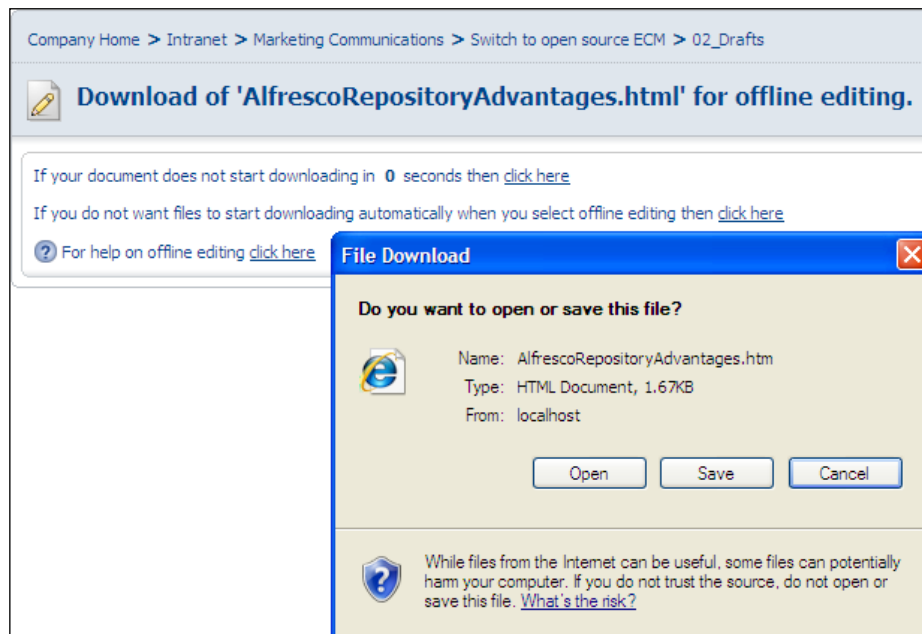 Company Home > Intranet > Marketing Communications > Switch to open source ECM > 02_Drafts
Download of 'AlfrescoRepositoryAdvantages.html' for offline editing.
If your document does not start downloading in 0 seconds then click here
If you do not want files to start downloading automatically when you select offline editing then click here
? For help on offline editing click here
File Download
Do you want to open or save this file?
Name: AlfrescoRepositoryAdvantages.htm
Type: HTML Document, 1.67KB
From: localhost
Open Save Cancel
While files from the Internet can be useful, some files can potentially
harm your computer. If you do not trust the source, do not open or
save this file. What's the risk?